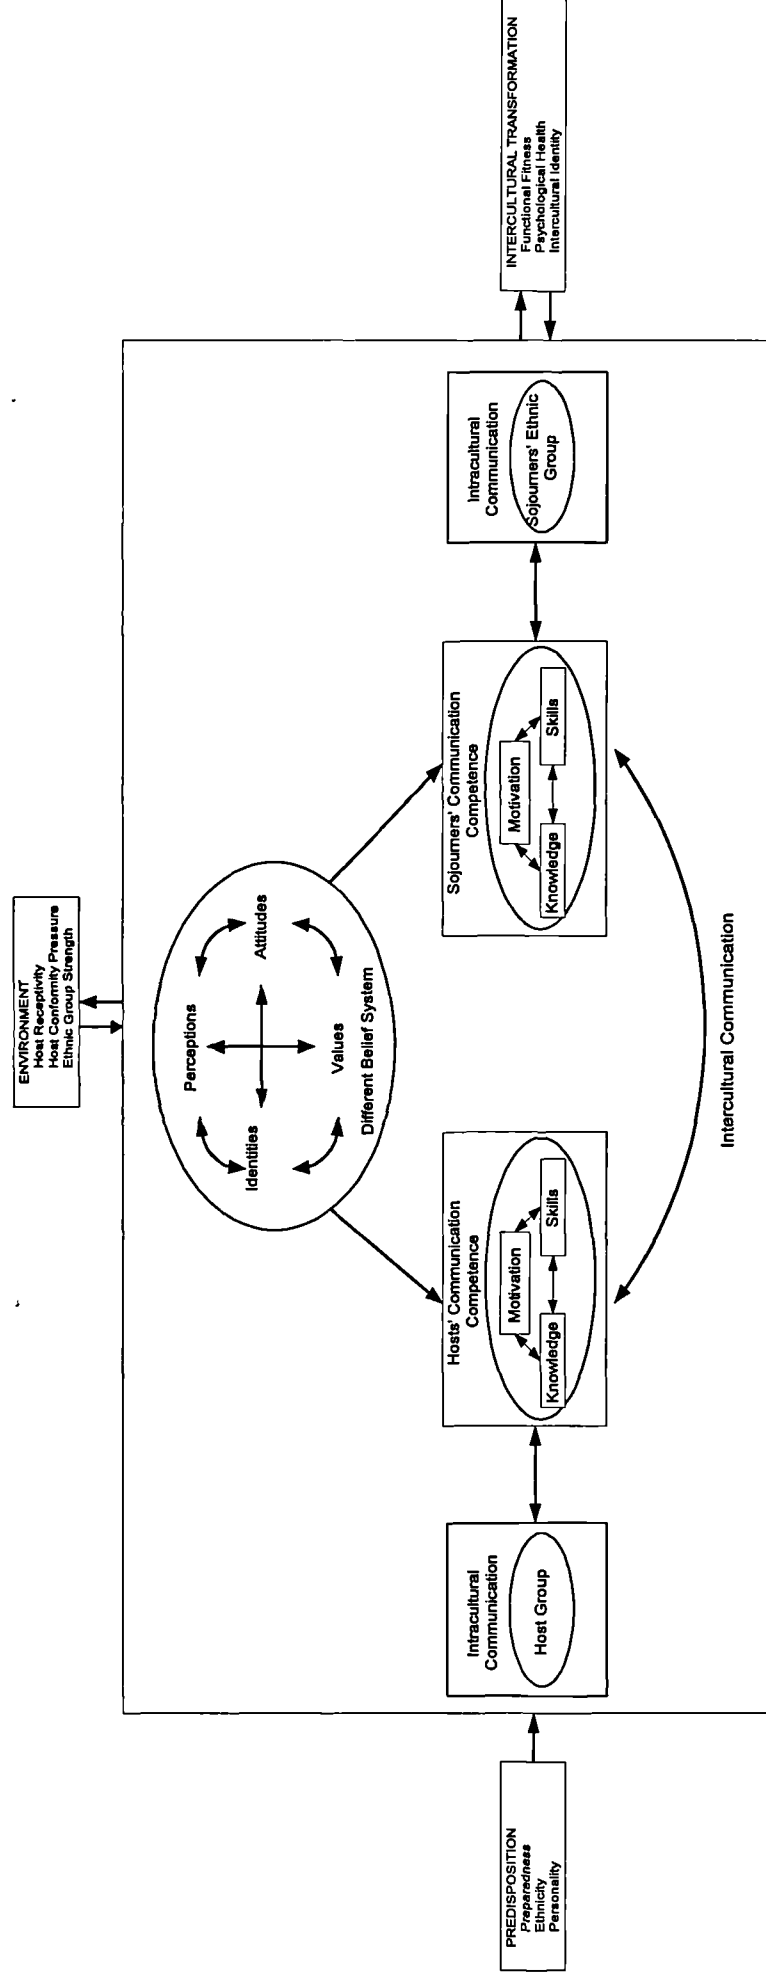 ENVIRONMENT
Host Receptivity
Host Conformity Pressure
Ethnic Group Strength
Perceptions
Identities
Attitudes
Values
Different Belief System
PREDISPOSITION
Preparedness
Ethnicity
Personality
Intracultural
Communication
Host Group
Hosts' Communication
Competence
Motivation
Knowledge
Skills
Sojourners' Communication
Competence
Motivation
Knowledge
Skills
Intracultural
Communication
Sojourners' Ethnic
Group
INTERCULTURAL TRANSFORMATION
Functional Fitness
Psychological Health
Intercultural Identity
Intercultural Communication